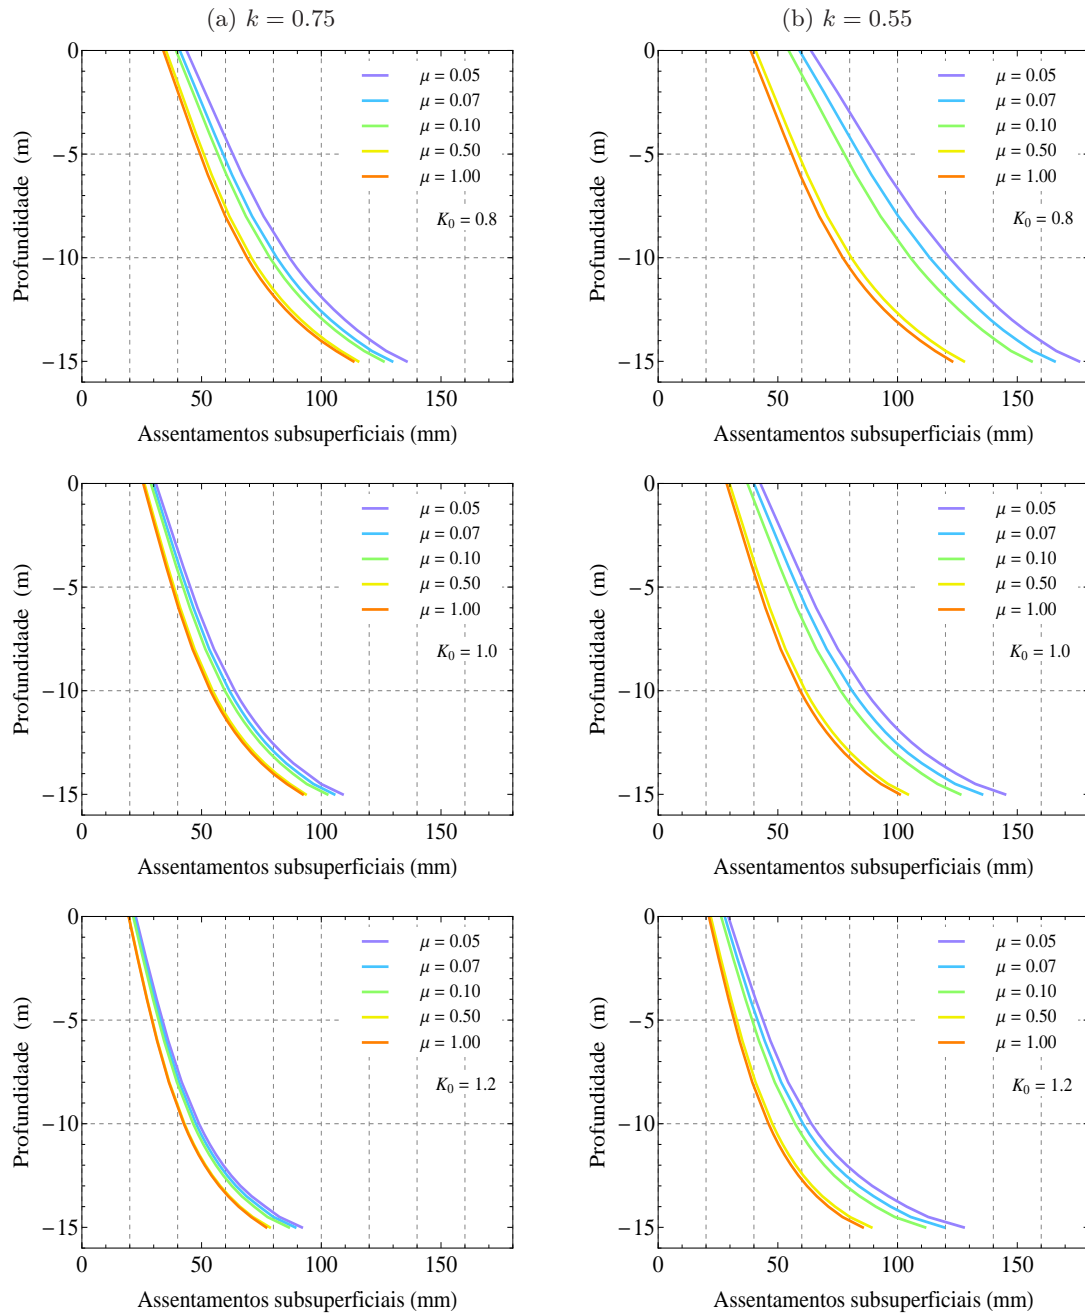 (a) k = 0.75
(b) k = 0.55
0
−5
−10
−15
Profundidade (m)
μ = 0.05
μ = 0.07
μ = 0.10
μ = 0.50
μ = 1.00
K0 = 0.8
0 50 100 150
Assentamentos subsuperficiais (mm)
0
−5
−10
−15
Profundidade (m)
μ = 0.05
μ = 0.07
μ = 0.10
μ = 0.50
μ = 1.00
K0 = 0.8
0 50 100 150
Assentamentos subsuperficiais (mm)
0
−5
−10
−15
Profundidade (m)
μ = 0.05
μ = 0.07
μ = 0.10
μ = 0.50
μ = 1.00
K0 = 1.0
0 50 100 150
Assentamentos subsuperficiais (mm)
0
−5
−10
−15
Profundidade (m)
μ = 0.05
μ = 0.07
μ = 0.10
μ = 0.50
μ = 1.00
K0 = 1.0
0 50 100 150
Assentamentos subsuperficiais (mm)
0
−5
−10
−15
Profundidade (m)
μ = 0.05
μ = 0.07
μ = 0.10
μ = 0.50
μ = 1.00
K0 = 1.2
0 50 100 150
Assentamentos subsuperficiais (mm)
0
−5
−10
−15
Profundidade (m)
μ = 0.05
μ = 0.07
μ = 0.10
μ = 0.50
μ = 1.00
K0 = 1.2
0 50 100 150
Assentamentos subsuperficiais (mm)